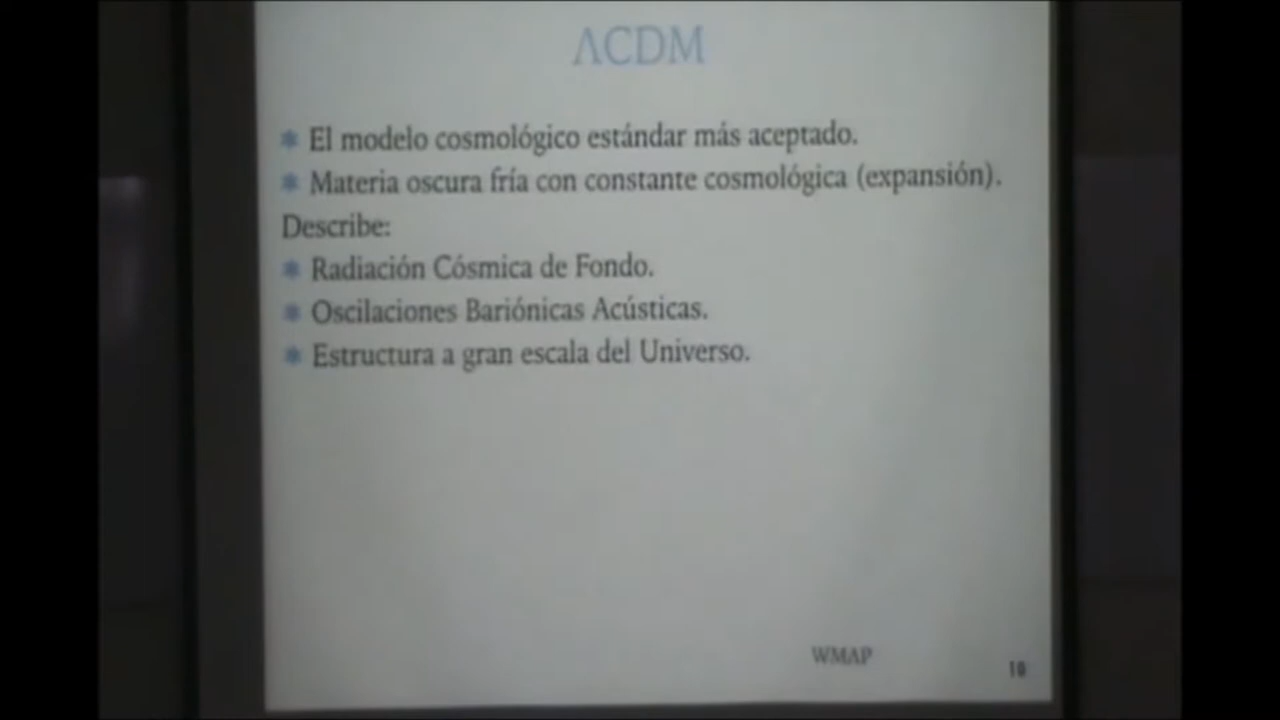 ΛCDM
* El modelo cosmológico estándar más aceptado.
* Materia oscura fría con constante cosmológica (expansión).
Describe:
* Radiación Cósmica de Fondo.
* Oscilaciones Bariónicas Acústicas.
* Estructura a gran escala del Universo.
WMAP
10